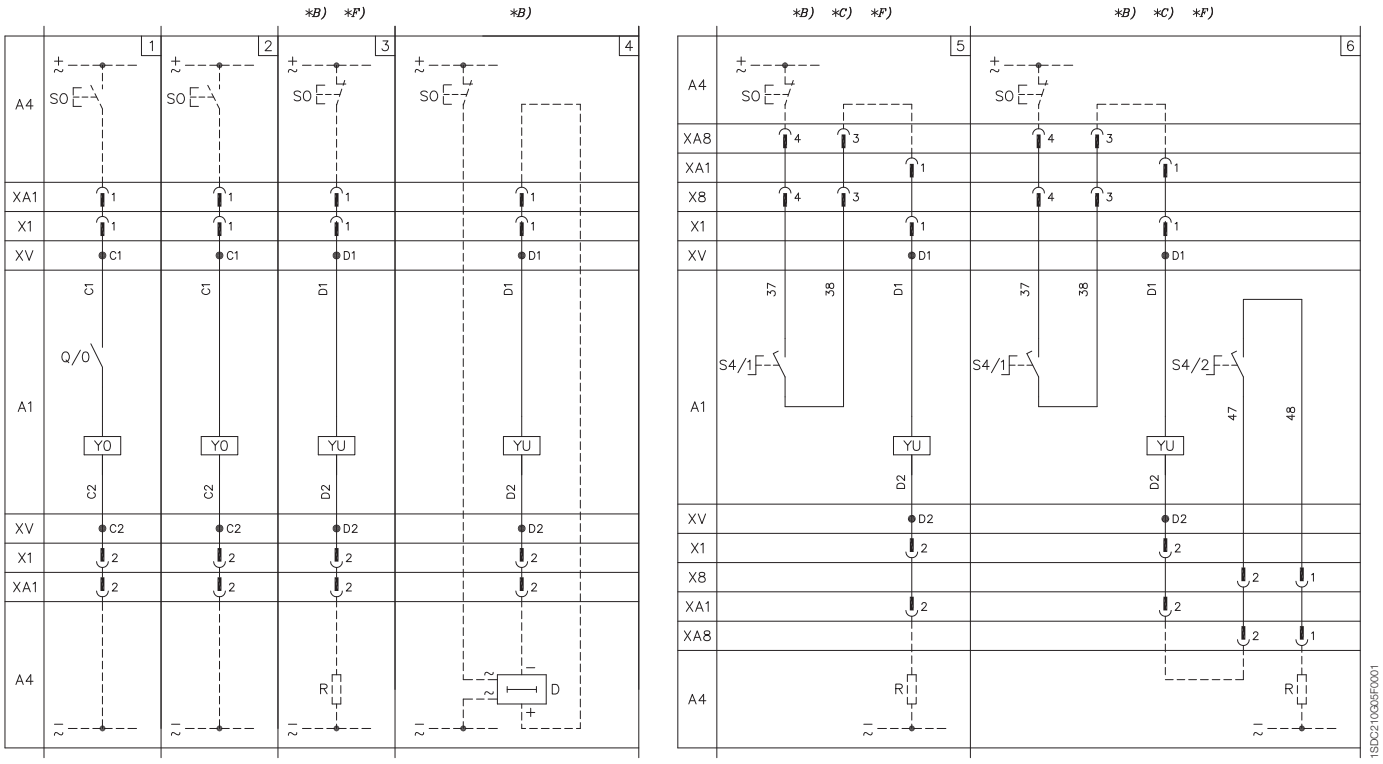 *B) *F) *B) *B) *C) *F) *B) *C) *F)
1 2 3 4 5 6
+ ~ + ~ + ~ + ~ + ~ + ~
A4 SO SO SO SO A4 SO SO
XA8 4 3 4 3
XA1 1 1
XA1 1 1 1 1 X8 4 3 4 3
X1 1 1 1 1 X1 1 1
XV C1 C1 D1 D1 XV D1 D1
C1 C1 D1 D1 37 38 D1 37 38 D1
Q/0 S4/1 S4/1 S4/2
A1 A1 47 48
YO YO YU YU YU YU
C2 C2 D2 D2 D2 D2
XV C2 C2 D2 D2 XV D2 D2
X1 2 2 2 2 X1 2 2
X8 2 1
XA1 2 2 2 2 XA1 2 2
XA8 2 1
A4 R ~ ~ − D + A4 R R
− ~ − ~ − ~ − ~ − ~ − ~
1SDC210G05F0001